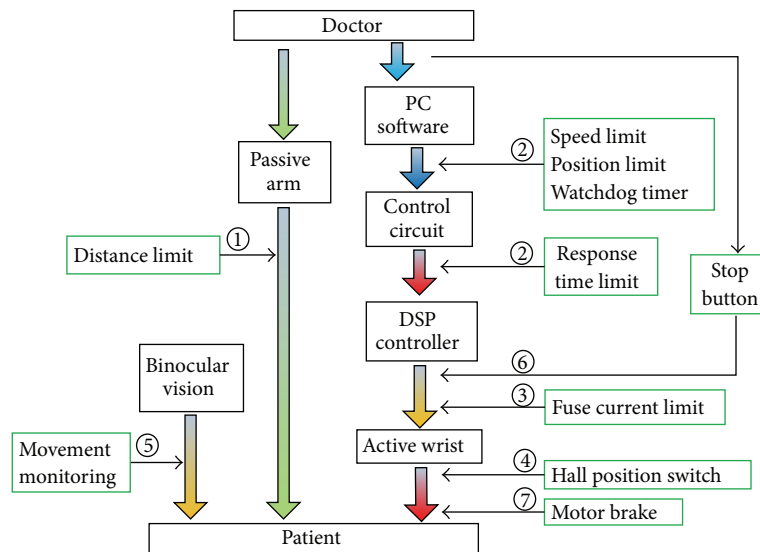 Doctor
PC
software
② Speed limit
Position limit
Watchdog timer
Passive
arm
Control
circuit
① Distance limit
② Response
time limit
Stop
button
DSP
controller
Binocular
vision
⑥
③ Fuse current limit
Active wrist
⑤ Movement
monitoring
④ Hall position switch
⑦ Motor brake
Patient